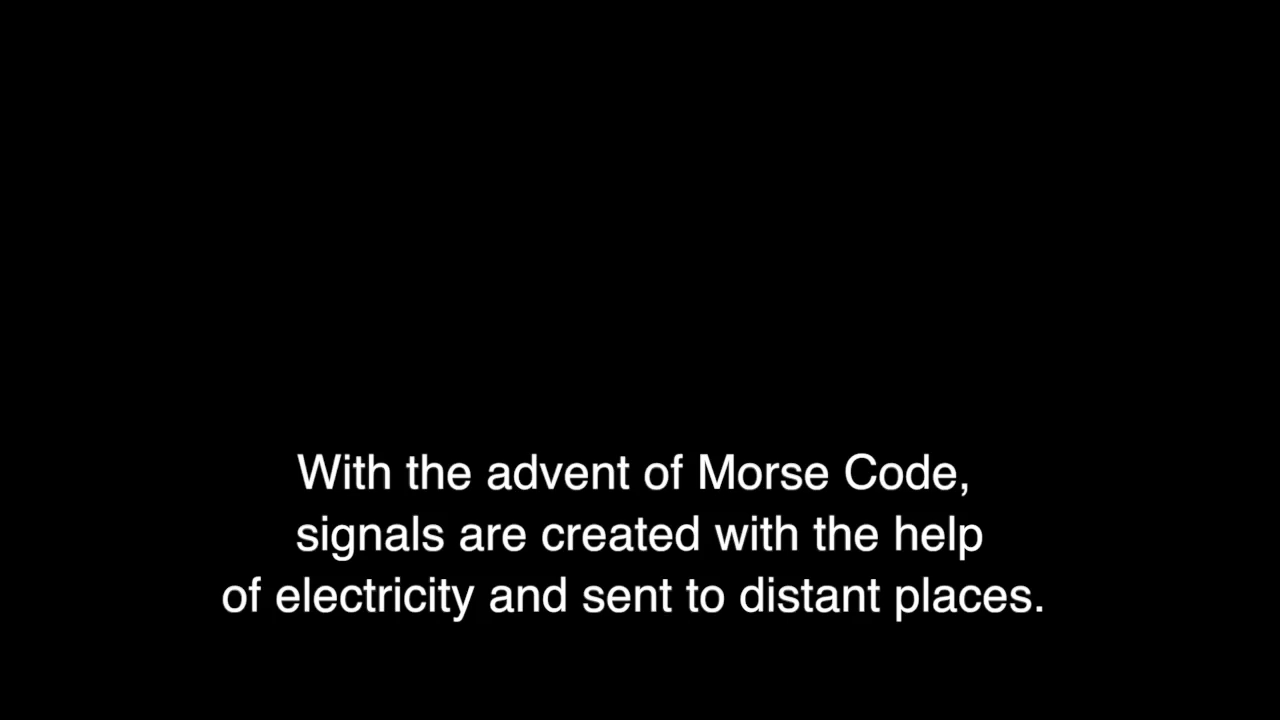 With the advent of Morse Code,
signals are created with the help
of electricity and sent to distant places.